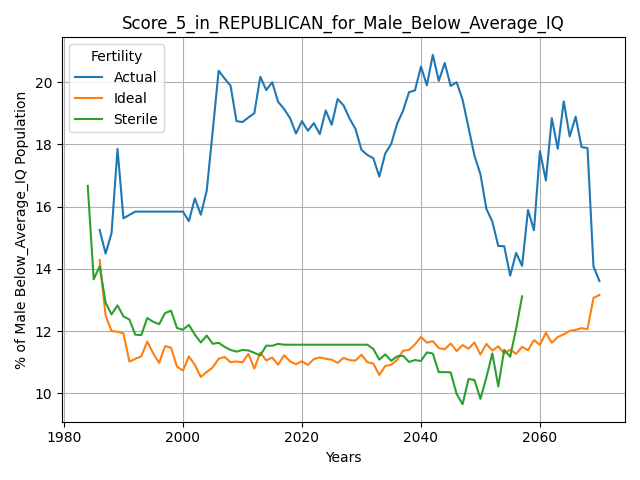 Score_5_in_REPUBLICAN_for_Male_Below_Average_IQ
Fertility
Actual
Ideal
Sterile
% of Male Below_Average_IQ Population
20
18
16
14
12
10
1980
2000
2020
2040
2060
Years